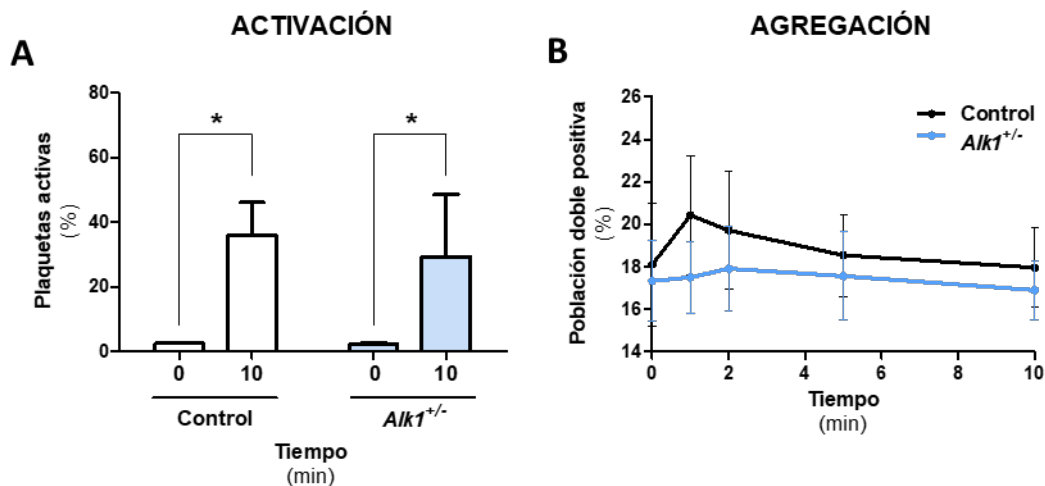 ACTIVACIÓN
A
Plaquetas activas
(%)
80
60
40
20
0
*
*
0
10
0
10
Control
Alk1+/-
Tiempo
(min)
AGREGACIÓN
B
Población doble positiva
(%)
26
24
22
20
18
16
14
Control
Alk1+/-
0
2
4
6
8
10
Tiempo
(min)